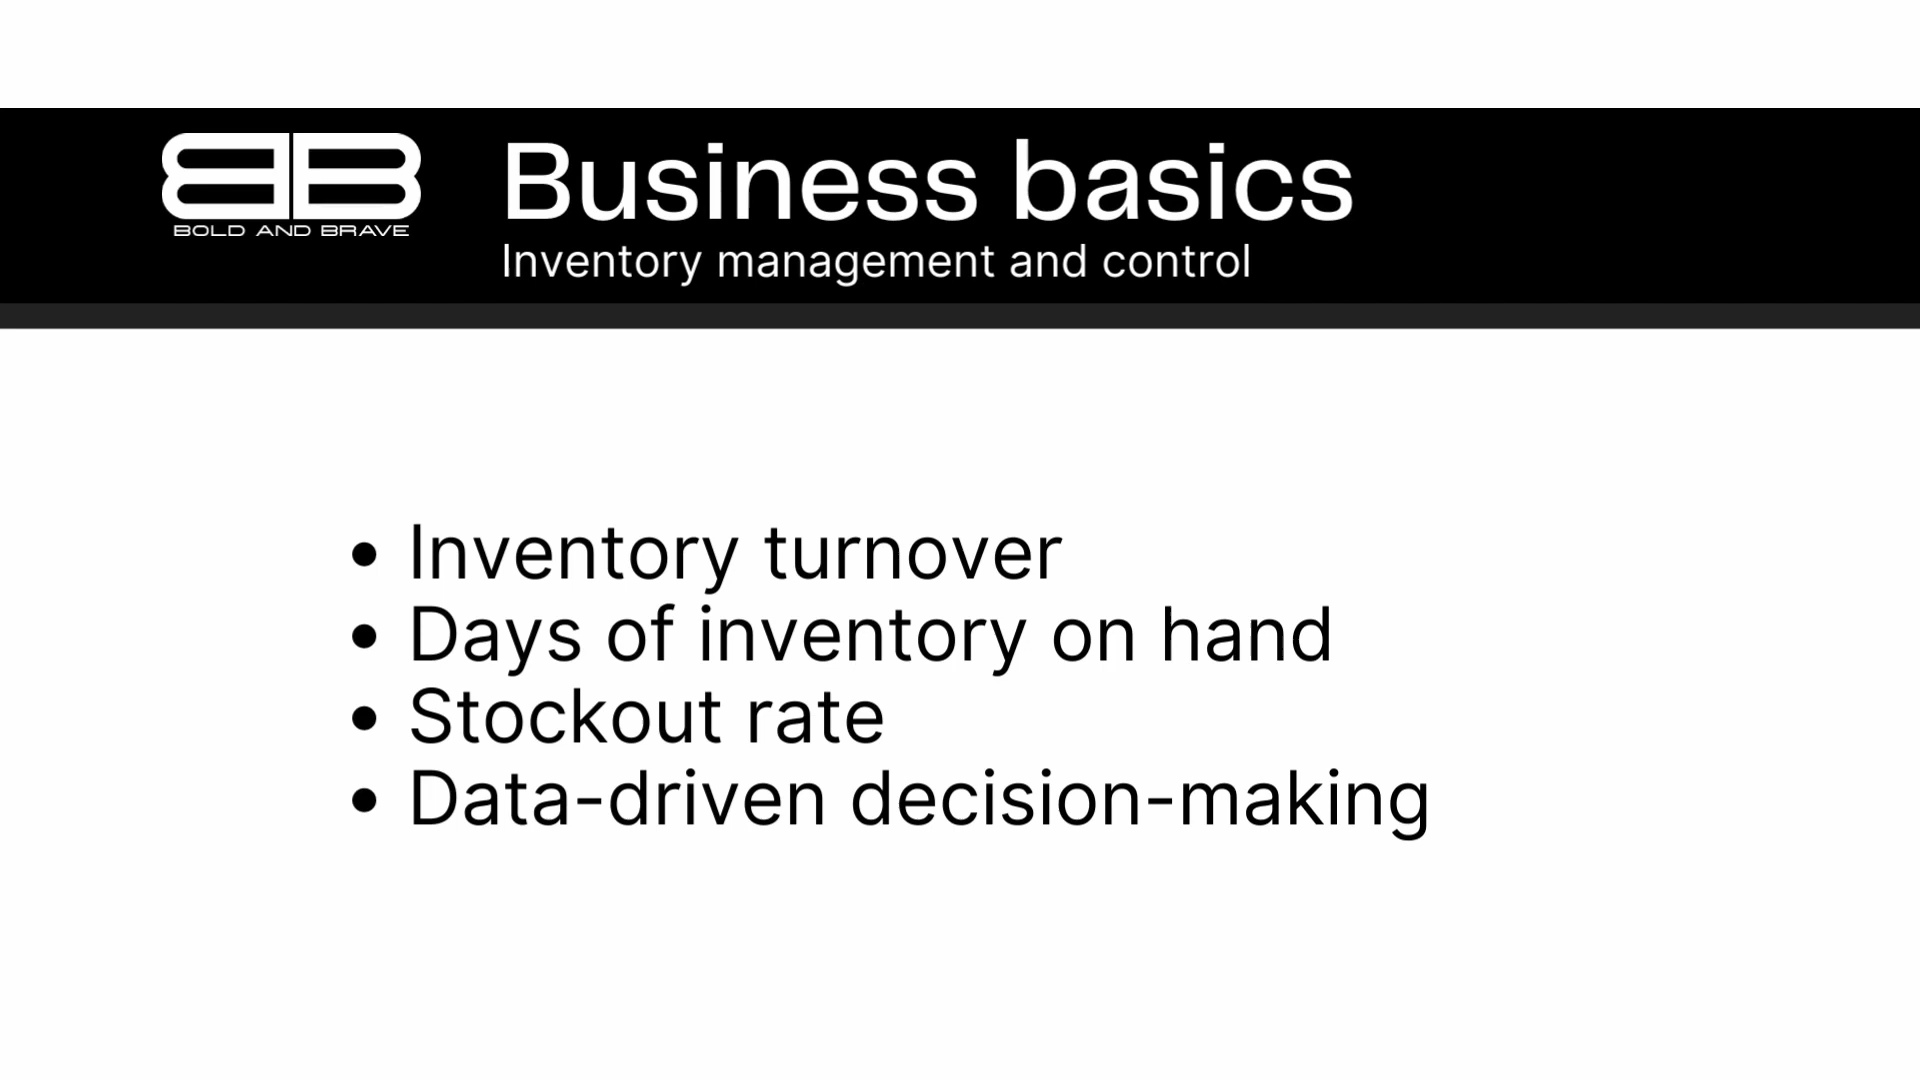 BB
BOLD AND BRAVE
Business basics
Inventory management and control
• Inventory turnover
• Days of inventory on hand
• Stockout rate
• Data-driven decision-making